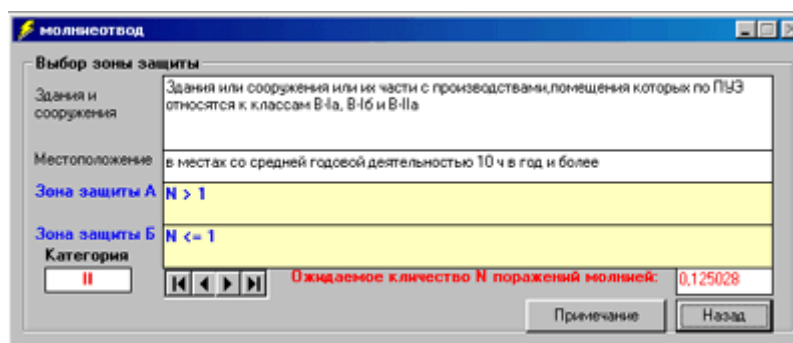 молниеотвод
Выбор зоны защиты
Здания и
сооружения
Здания или сооружения или их части с производствами,помещения которых по ПУЭ
относятся к классам В-Iа, В-Iб и В-IIа
Местоположение
в местах со средней годовой деятельностью 10 ч в год и более
Зона защиты А
N > 1
Зона защиты Б
N <= 1
Категория
II
Ожидаемое кличество N поражений молнией:
0,125028
Примечание
Назад